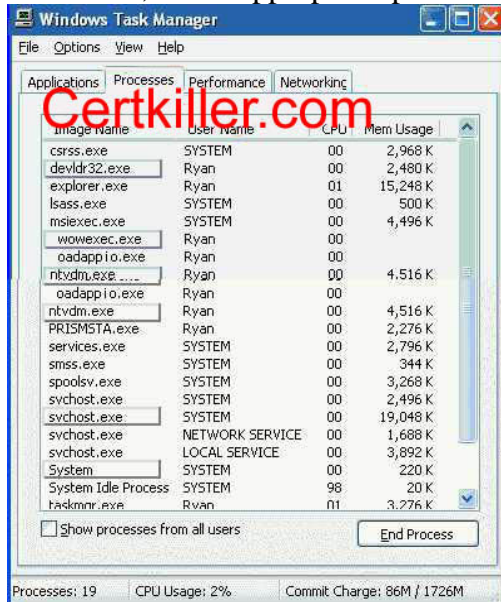 Windows Task Manager
File Options View Help
Applications Processes Performance Networking
Certkiller.com
Image Name User Name CPU Mem Usage
csrss.exe SYSTEM 00 2,968 K
devldr32.exe Ryan 00 2,480 K
explorer.exe Ryan 01 15,248 K
lsass.exe SYSTEM 00 500 K
msiexec.exe SYSTEM 00 4,496 K
wowexec.exe Ryan 00
oadappio.exe Ryan 00
ntvdm.exe Ryan 00 4,516 K
oadappio.exe Ryan 00
ntvdm.exe Ryan 00 4,516 K
PRISMSTA.exe Ryan 00 2,276 K
services.exe SYSTEM 00 2,796 K
smss.exe SYSTEM 00 344 K
spoolsv.exe SYSTEM 00 3,268 K
svchost.exe SYSTEM 00 2,496 K
svchost.exe SYSTEM 00 19,048 K
svchost.exe NETWORK SERVICE 00 1,688 K
svchost.exe LOCAL SERVICE 00 3,892 K
System SYSTEM 00 220 K
System Idle Process SYSTEM 98 20 K
taskmgr.exe Ryan 01 3,276 K
Show processes from all users
End Process
Processes: 19 CPU Usage: 2% Commit Charge: 86M / 1726M